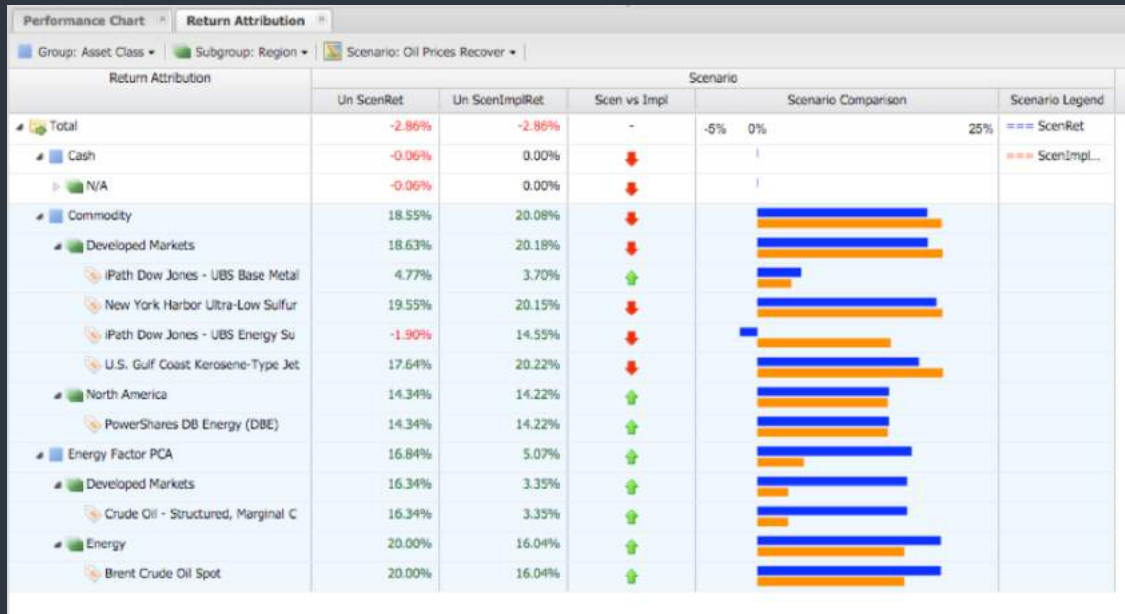 Performance Chart
Return Attribution
Group: Asset Class Subgroup: Region Scenario: Oil Prices Recover
Return Attribution Scenario
Un ScenRet Un ScenImplRet Scen vs Impl Scenario Comparison Scenario Legend
Total -2.86% -2.86% - -5% 0% 25% === ScenRet
Cash -0.06% 0.00% === ScenImpl...
N/A -0.06% 0.00%
Commodity 18.55% 20.08%
Developed Markets 18.63% 20.18%
iPath Dow Jones - UBS Base Metal 4.77% 3.70%
New York Harbor Ultra-Low Sulfur 19.55% 20.15%
iPath Dow Jones - UBS Energy Su -1.90% 14.55%
U.S. Gulf Coast Kerosene-Type Jet 17.64% 20.22%
North America 14.34% 14.22%
PowerShares DB Energy (DBE) 14.34% 14.22%
Energy Factor PCA 16.84% 5.07%
Developed Markets 16.34% 3.35%
Crude Oil - Structured, Marginal C 16.34% 3.35%
Energy 20.00% 16.04%
Brent Crude Oil Spot 20.00% 16.04%